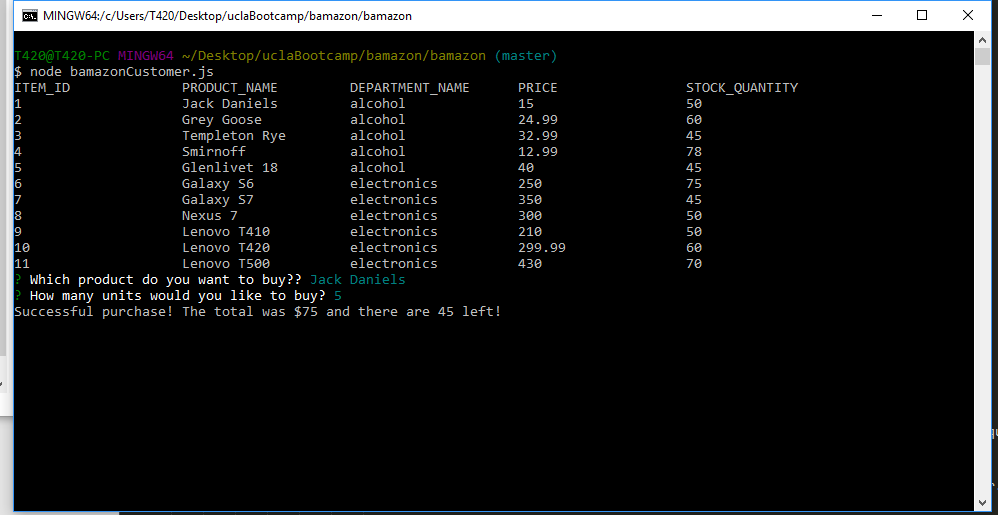 MINGW64:/c/Users/T420/Desktop/uclaBootcamp/bamazon/bamazon
T420@T420-PC MINGW64 ~/Desktop/uclaBootcamp/bamazon/bamazon (master)
$ node bamazonCustomer.js
ITEM_ID PRODUCT_NAME DEPARTMENT_NAME PRICE STOCK_QUANTITY
1 Jack Daniels alcohol 15 50
2 Grey Goose alcohol 24.99 60
3 Templeton Rye alcohol 32.99 45
4 Smirnoff alcohol 12.99 78
5 Glenlivet 18 alcohol 40 45
6 Galaxy S6 electronics 250 75
7 Galaxy S7 electronics 350 45
8 Nexus 7 electronics 300 50
9 Lenovo T410 electronics 210 50
10 Lenovo T420 electronics 299.99 60
11 Lenovo T500 electronics 430 70
? Which product do you want to buy?? Jack Daniels
? How many units would you like to buy? 5
Successful purchase! The total was $75 and there are 45 left!